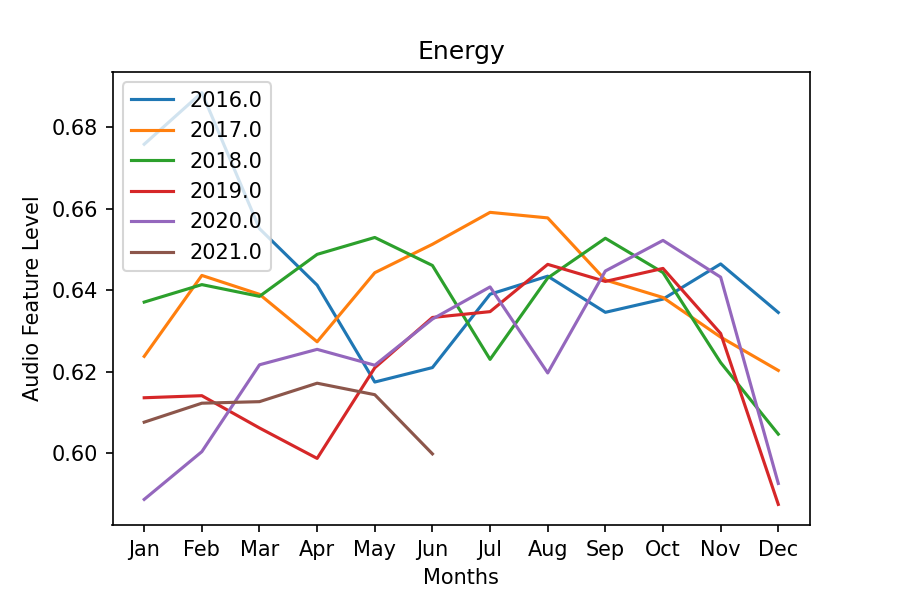 Energy
2016.0
2017.0
2018.0
2019.0
2020.0
2021.0
Audio Feature Level
0.68
0.66
0.64
0.62
0.60
Jan Feb Mar Apr May Jun Jul Aug Sep Oct Nov Dec
Months